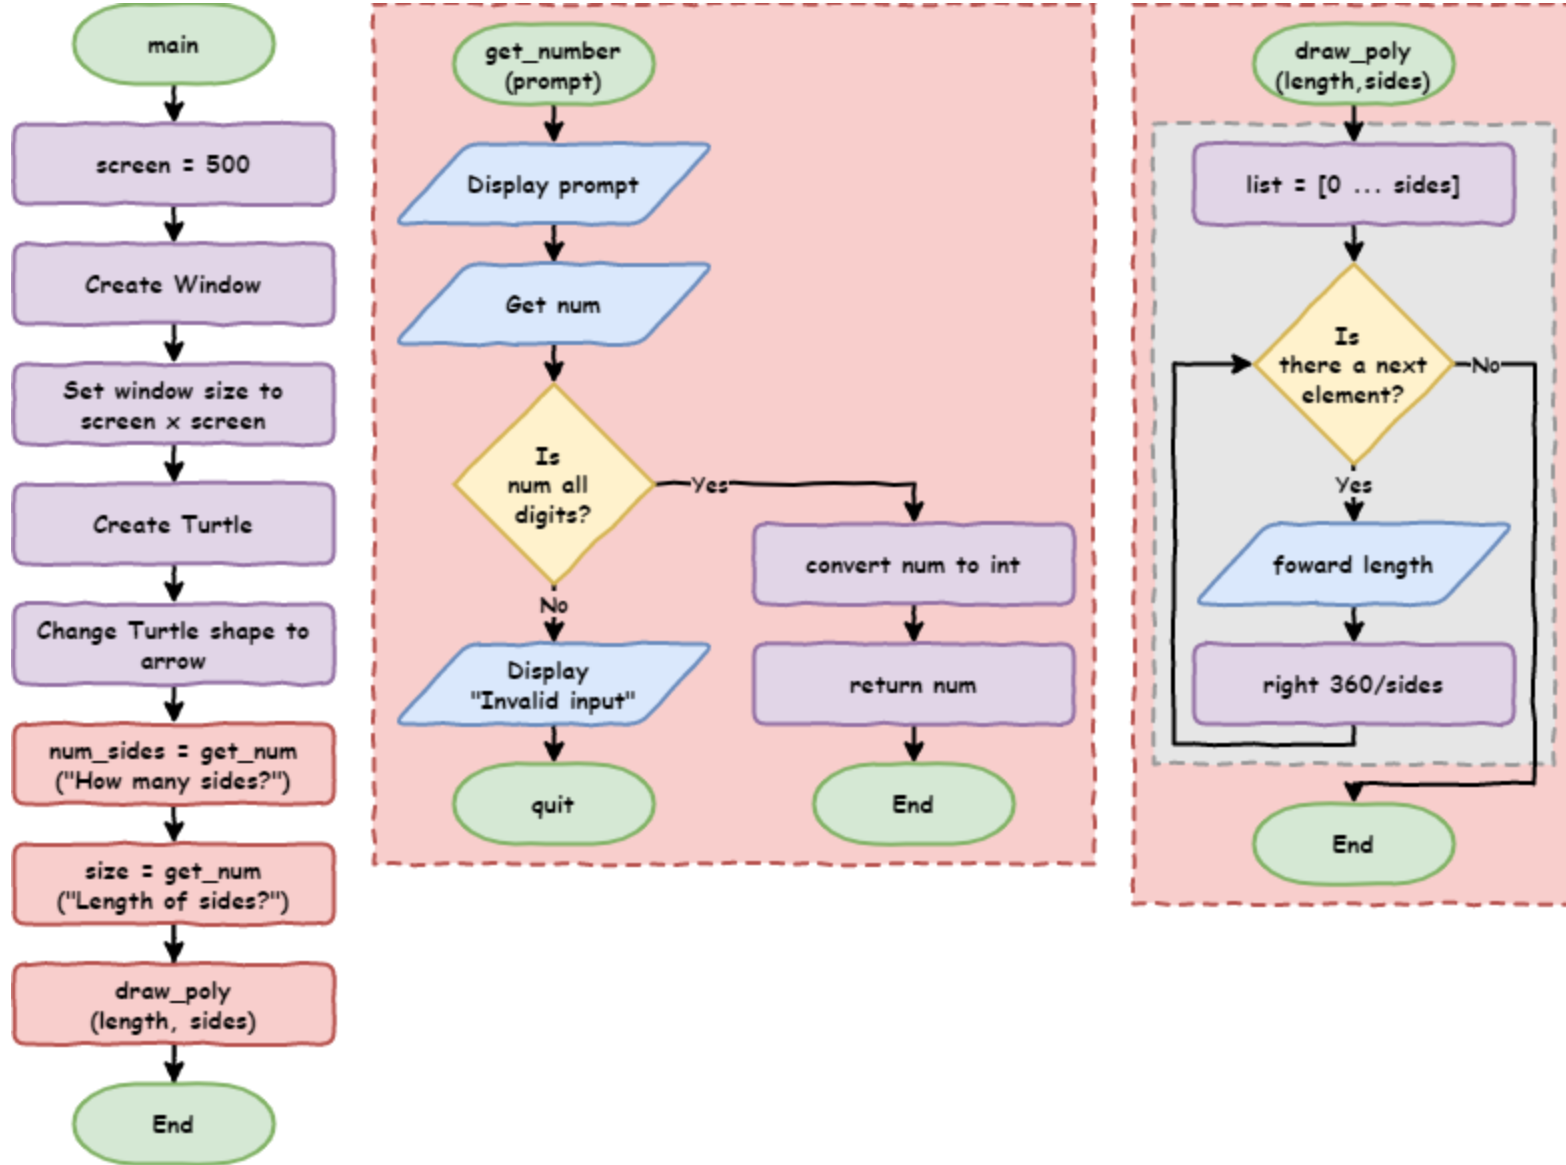 main
screen = 500
Create Window
Set window size to
screen x screen
Create Turtle
Change Turtle shape to
arrow
num_sides = get_num
("How many sides?")
size = get_num
("Length of sides?")
draw_poly
(length, sides)
End
get_number
(prompt)
Display prompt
Get num
Is
num all
digits?
Yes
No
convert num to int
Display
"Invalid input"
return num
quit
End
draw_poly
(length,sides)
list = [0 ... sides]
Is
there a next
element?
No
Yes
foward length
right 360/sides
End